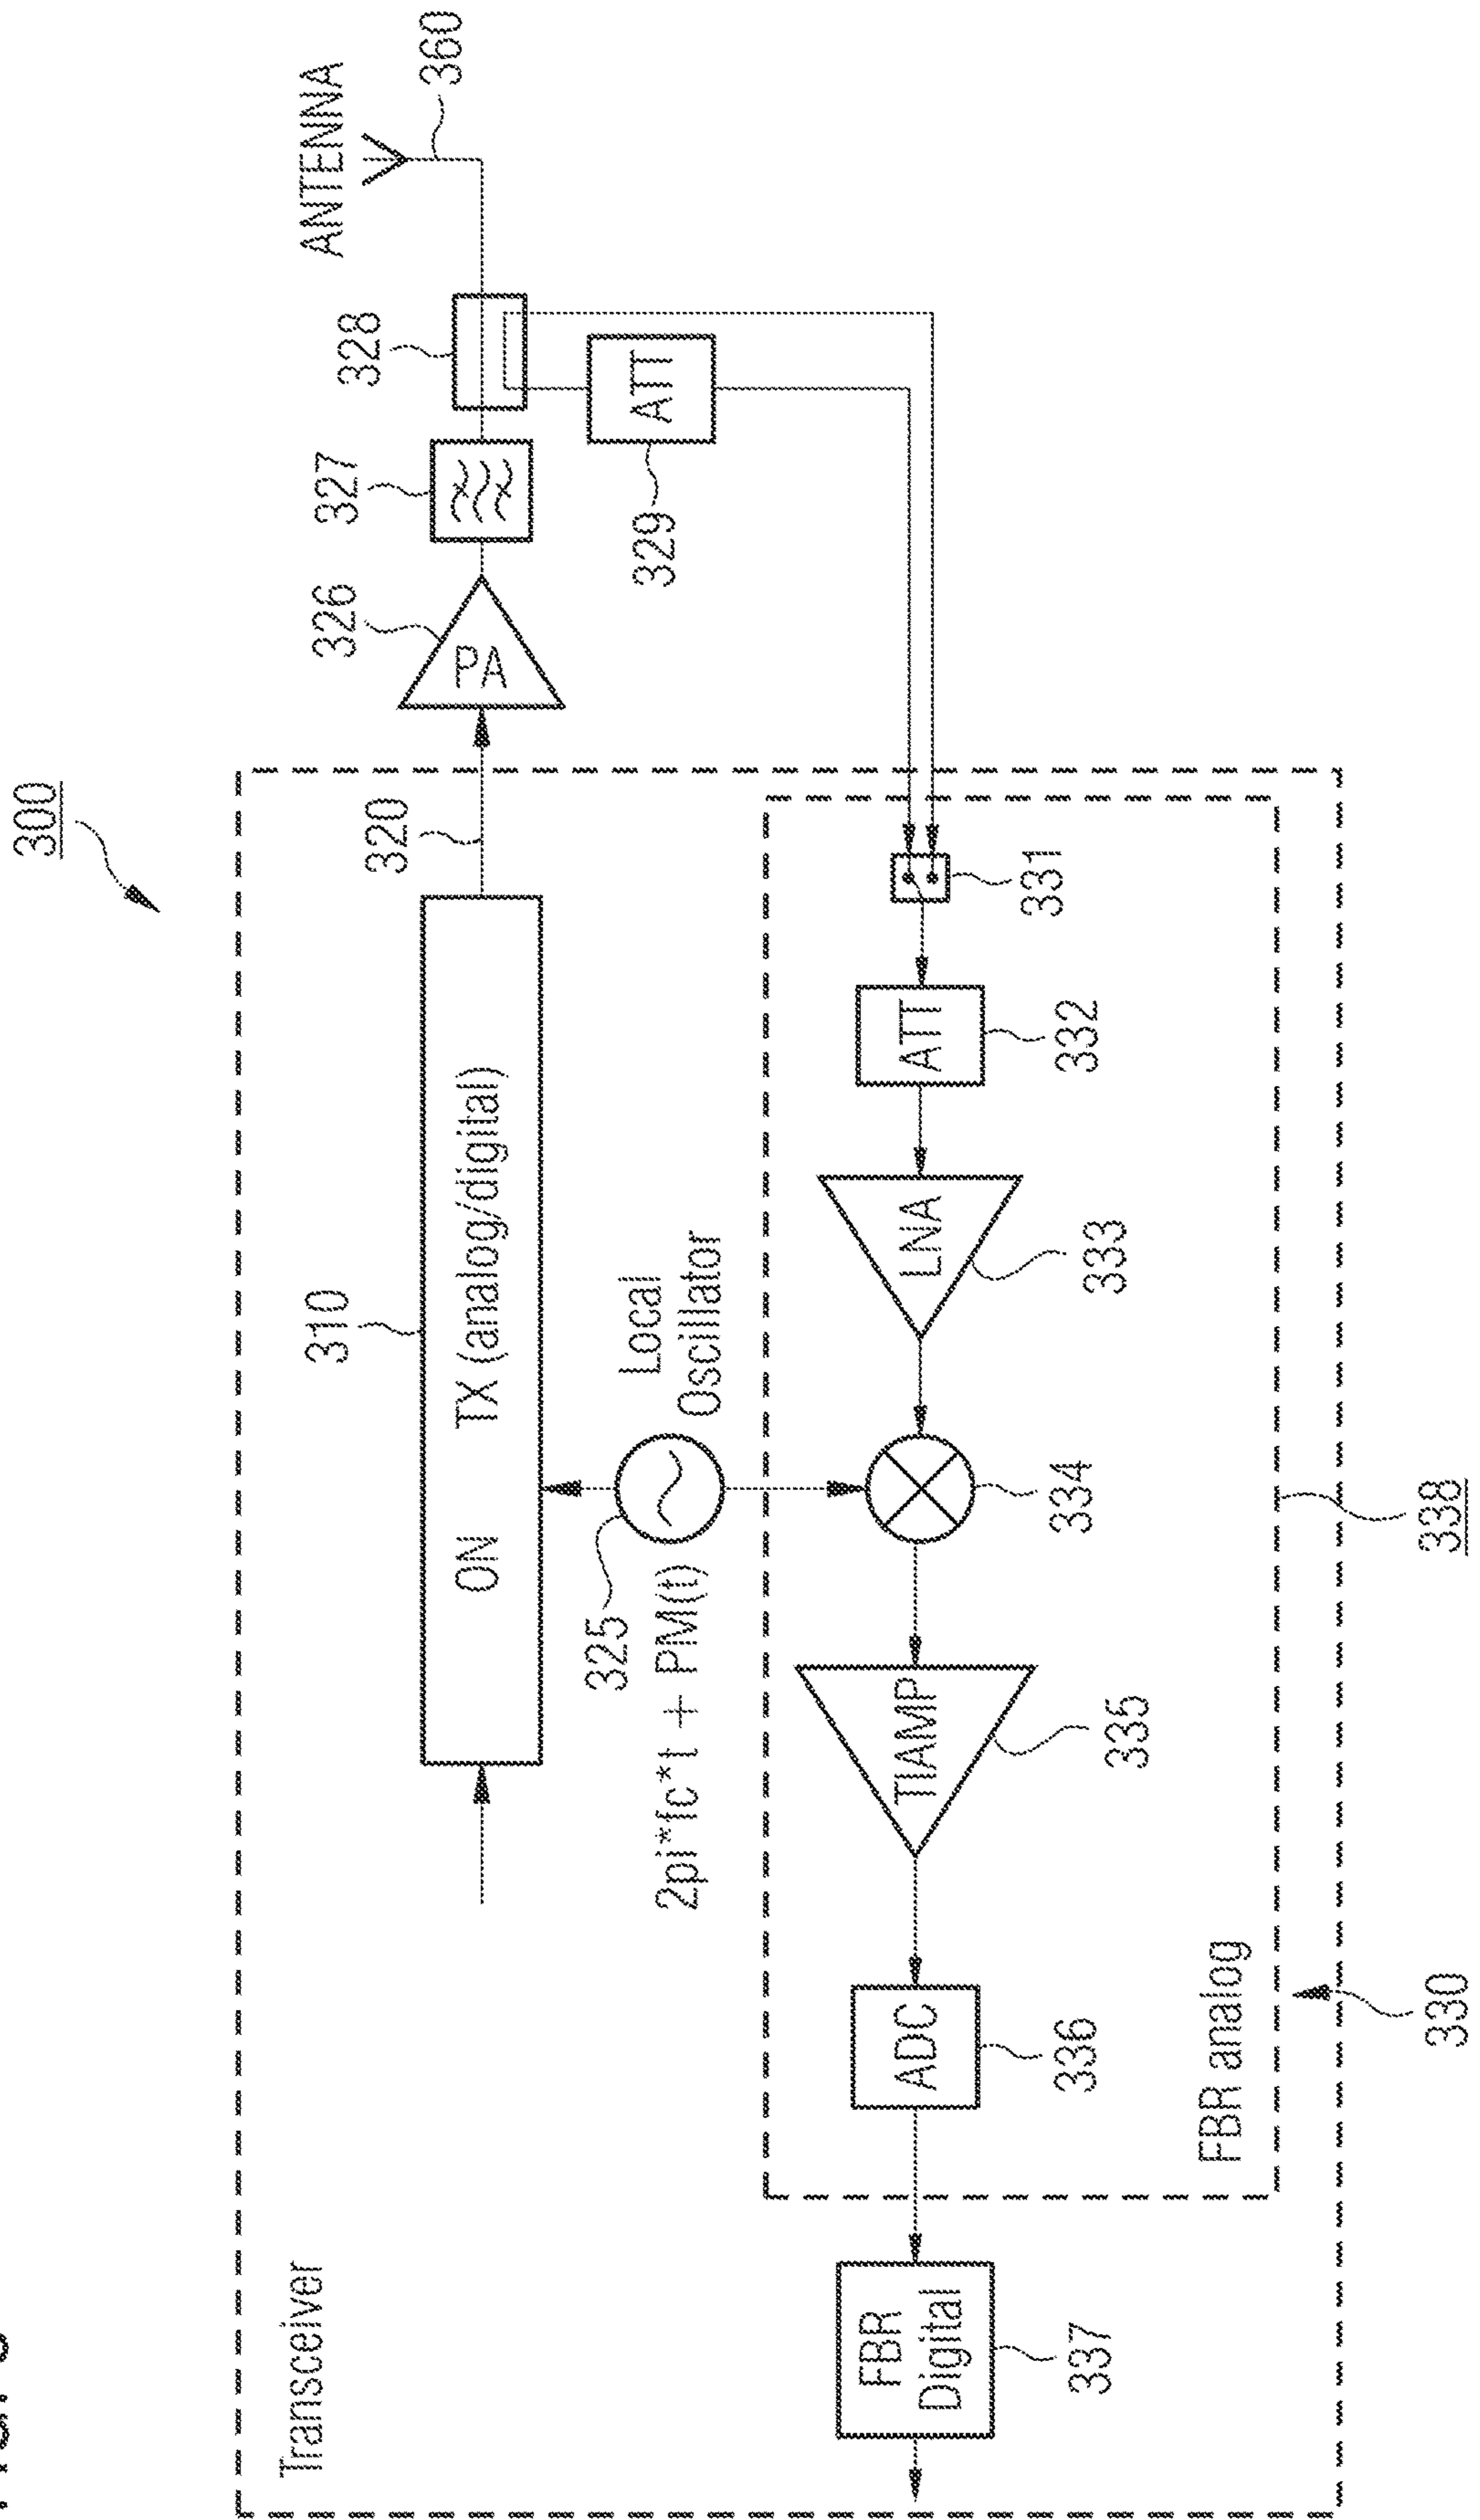 300
Transceiver
310
ON TX (analog/digital)
320
326
PA
327
328
ANTENNA
360
325
Local
Oscillator
2pi*fc*t + PM(t)
329
ATT
FBR
Digital
337
ADC
336
TIAMP
335
334
LNA
333
ATT
332
331
FBR analog
330
338